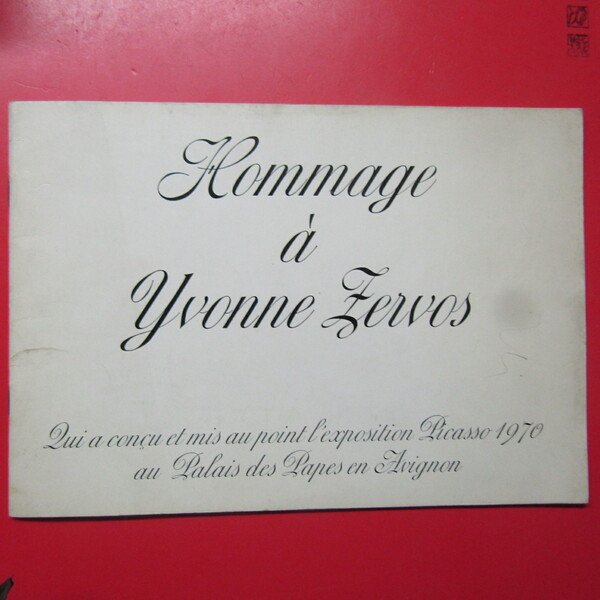 Hommage
à
Yvonne Zervos
Qui a conçu et mis au point l'exposition Picasso 1970
au Palais des Papes en Avignon